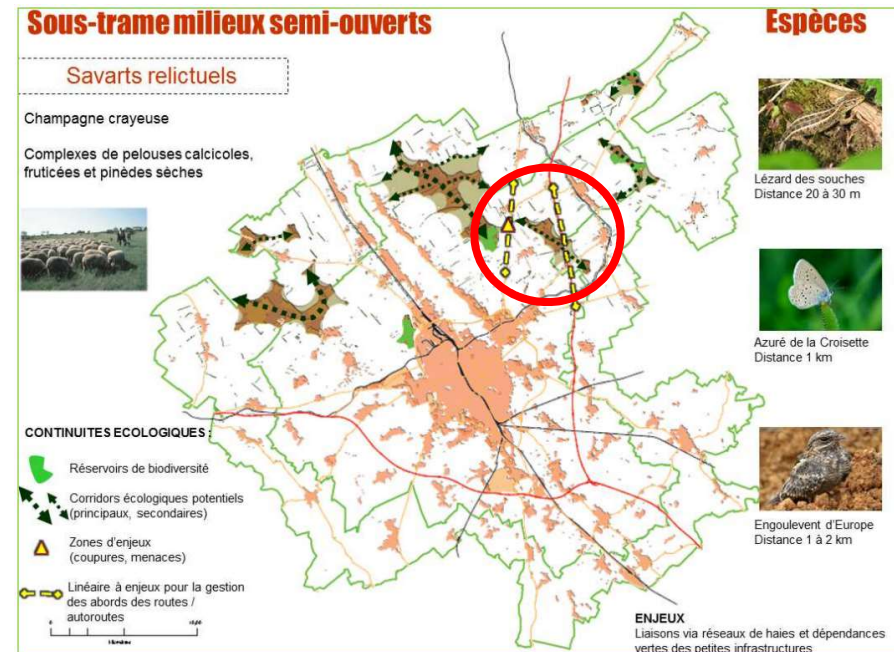 Sous-trame milieux semi-ouverts
Espèces
Savarts relictuels
Champagne crayeuse
Complexes de pelouses calcicoles,
fruticées et pinèdes sèches
Lézard des souches
Distance 20 à 30 m
Azuré de la Croisette
Distance 1 km
Engoulevent d'Europe
Distance 1 à 2 km
CONTINUITES ECOLOGIQUES :
Réservoirs de biodiversité
Corridors écologiques potentiels
(principaux, secondaires)
Zones d'enjeu
(coupures, menaces)
Linéaire à enjeux pour la gestion
des abords des routes /
autoroutes
ENJEUX
Liaisons via réseaux de haies et dépendances
vertes des petites infrastructures